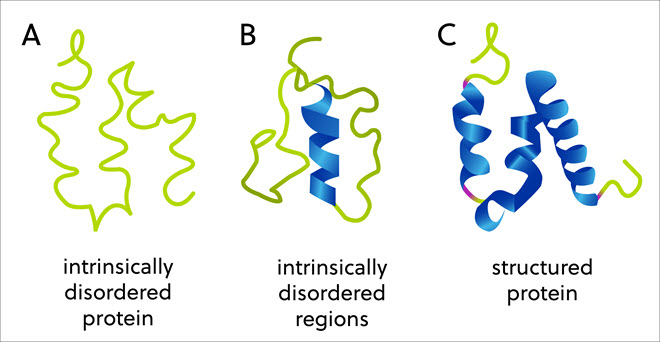 A
B
C
intrinsically
disordered
protein
intrinsically
disordered
regions
structured
protein